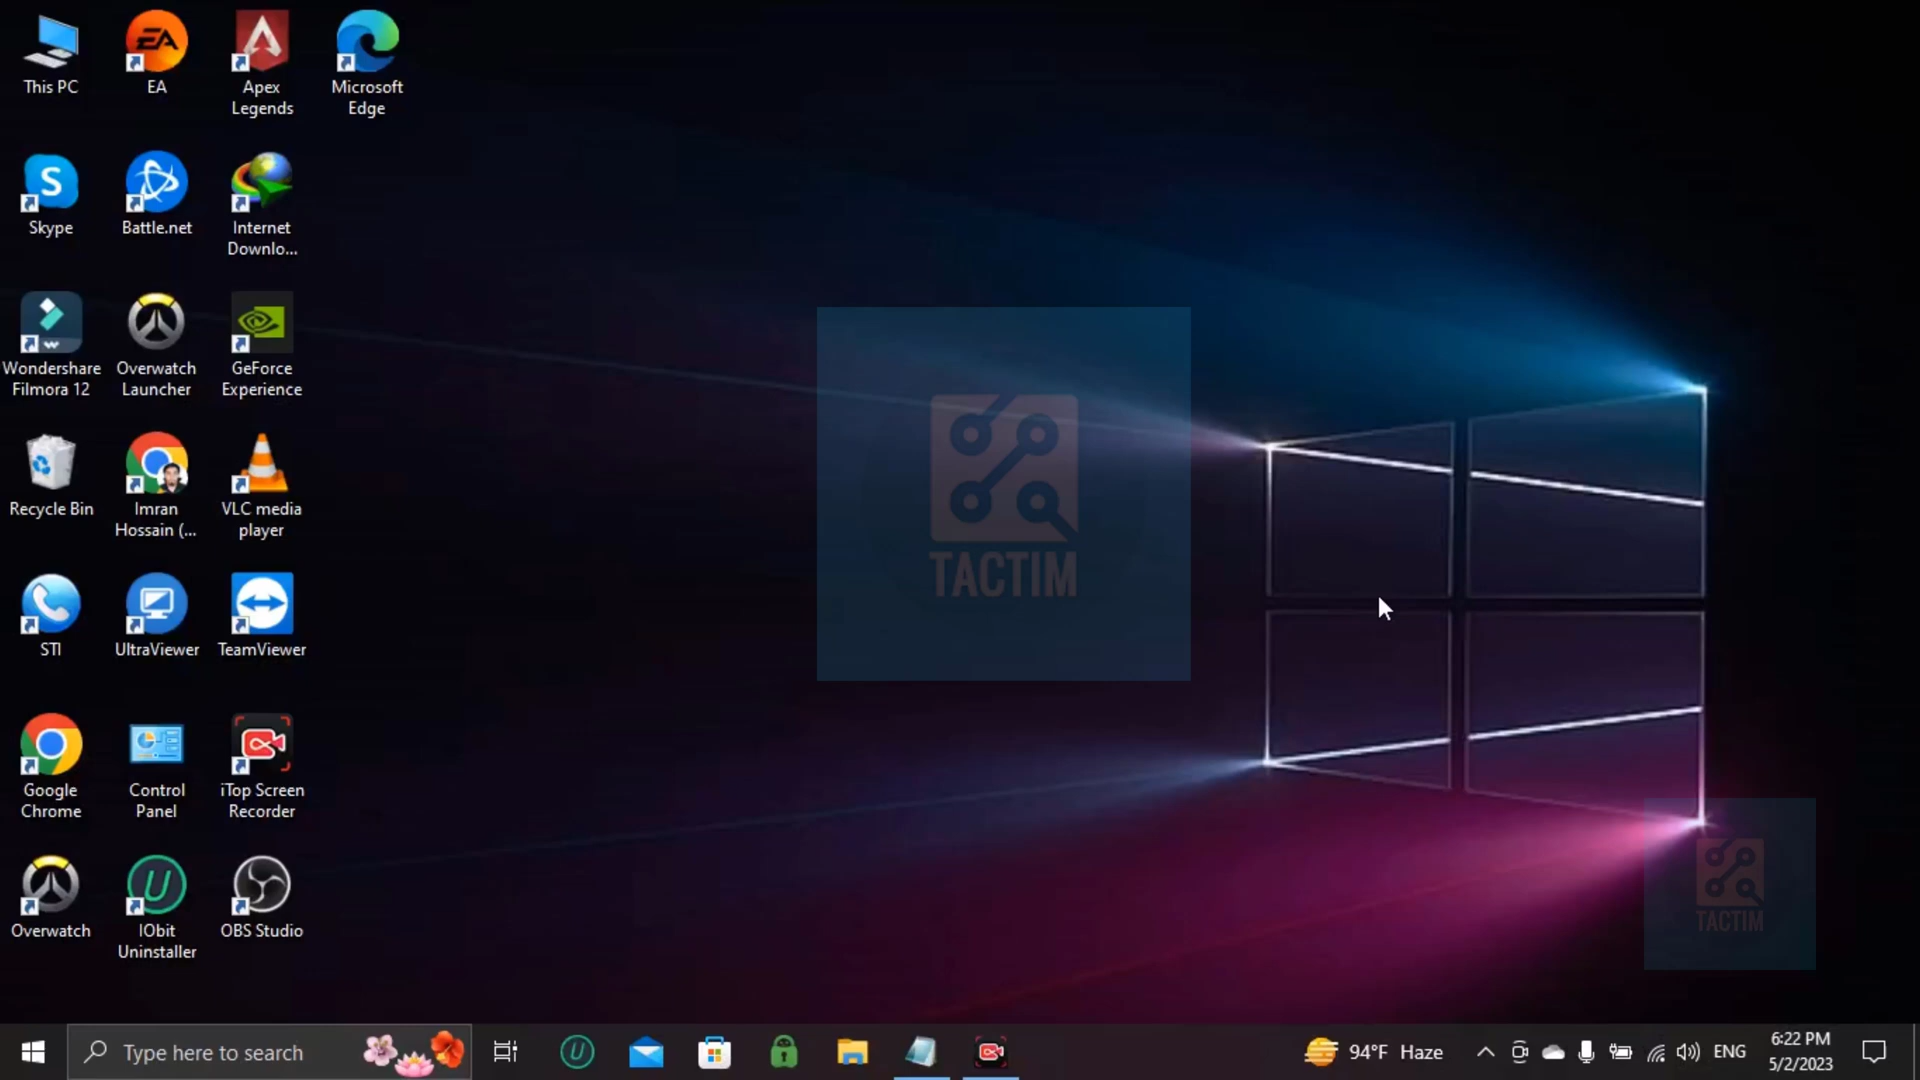 This PC
EA
EA
Apex
Legends
Microsoft
Edge
S
Skype
Battle.net
Internet
Downlo...
Wondershare
Filmora 12
Overwatch
Launcher
GeForce
Experience
Recycle Bin
Imran
Hossain (...
VLC media
player
STI
UltraViewer
TeamViewer
Google
Chrome
Control
Panel
iTop Screen
Recorder
Overwatch
U
IObit
Uninstaller
OBS Studio
TACTIM
TACTIM
Type here to search
U
94°F Haze
ENG
6:22 PM
5/2/2023